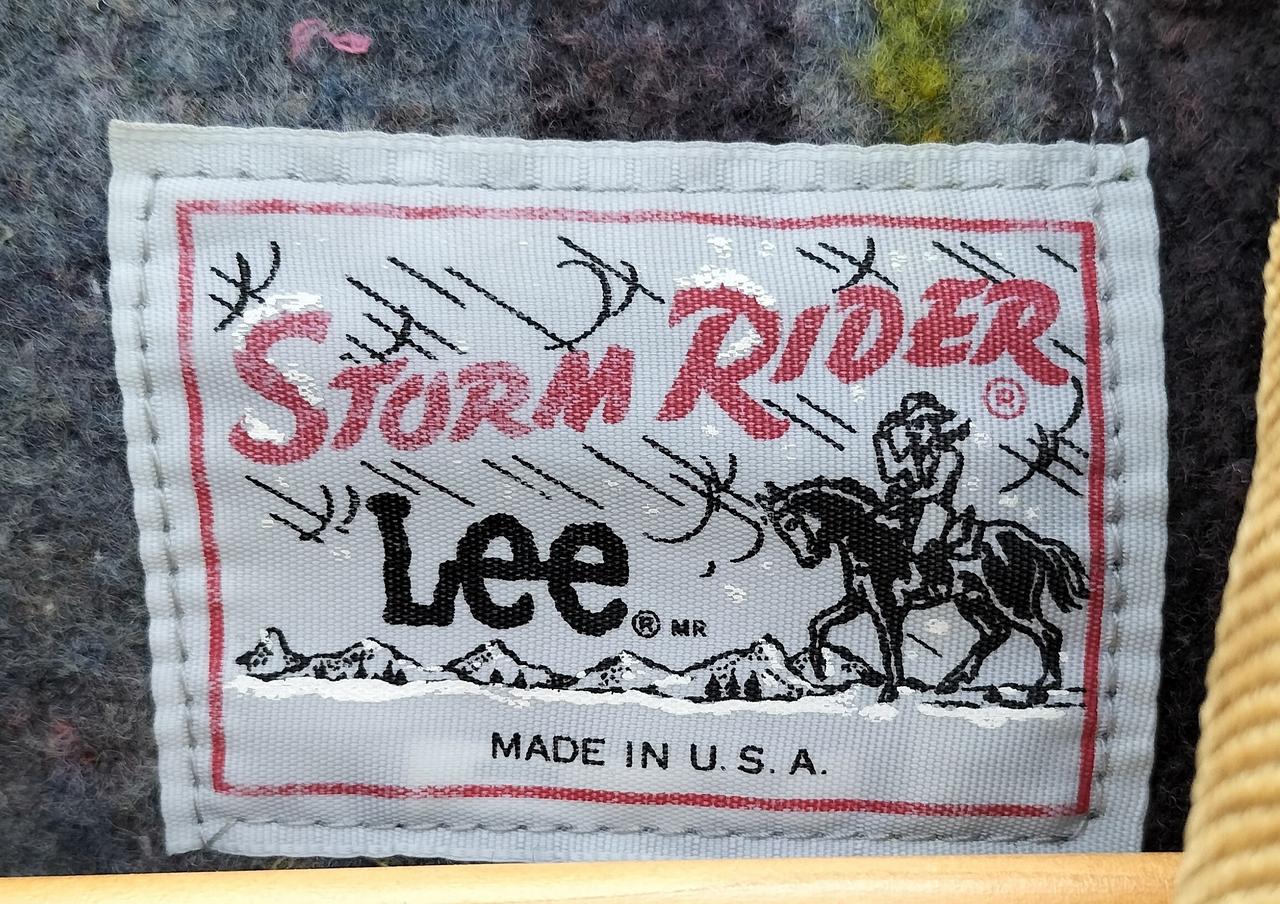 STORM RIDER ®
Lee ® MR
MADE IN U.S.A.